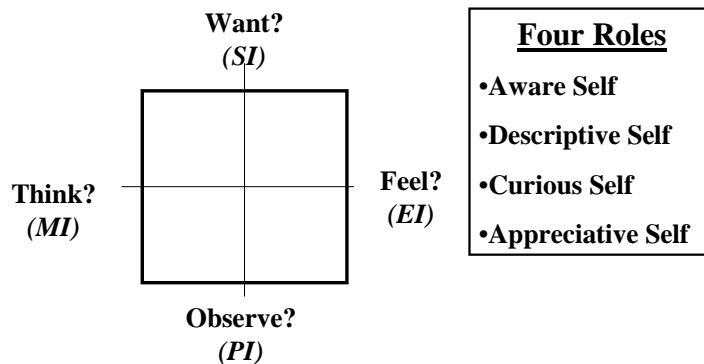 Want?
(SI)
Think?
(MI)
Feel?
(EI)
Observe?
(PI)
Four Roles
•Aware Self
•Descriptive Self
•Curious Self
•Appreciative Self